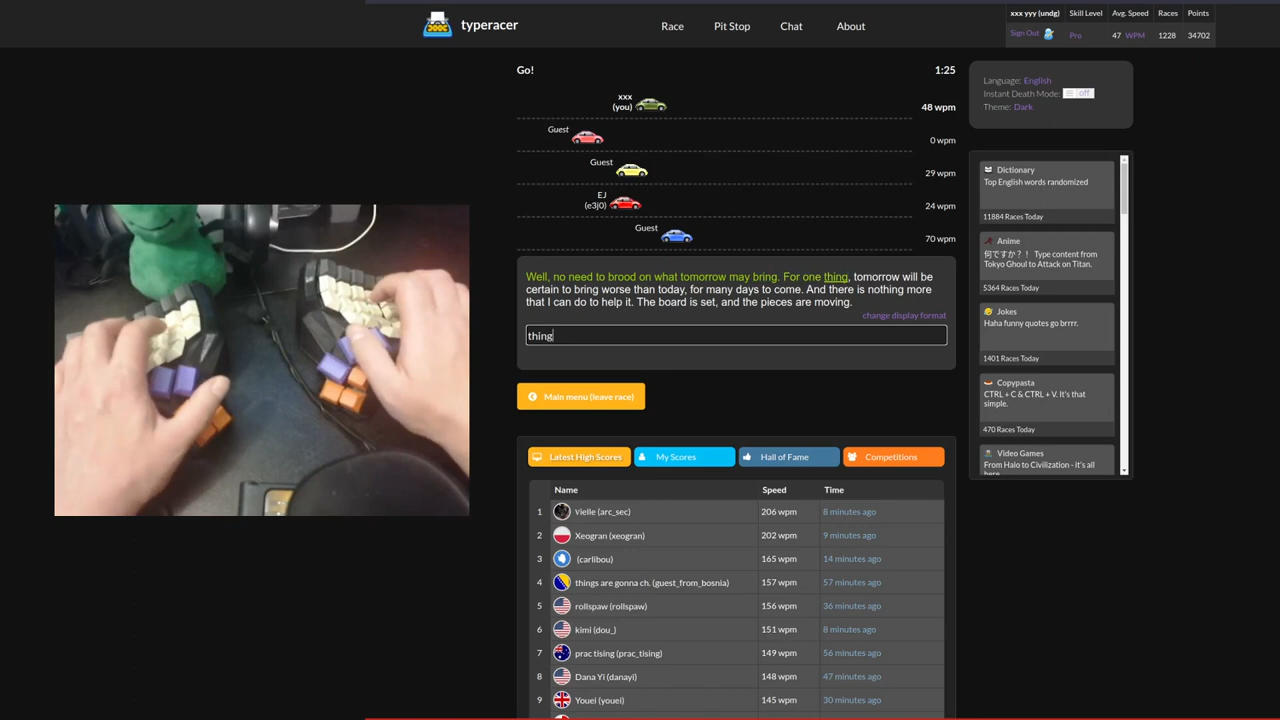 typeracer
Race
Pit Stop
Chat
About
xxx yyy (undg)
Skill Level
Avg. Speed
Races
Points
Sign Out
Pro
47 WPM
1228
34702
Go!
1:25
xxx
(you)
48 wpm
Guest
0 wpm
Guest
29 wpm
EJ
(e3j0)
24 wpm
Guest
70 wpm
Well, no need to brood on what tomorrow may bring. For one thing, tomorrow will be
certain to bring worse than today, for many days to come. And there is nothing more
that I can do to help it. The board is set, and the pieces are moving.
change display format
thing
Main menu (leave race)
Latest High Scores
My Scores
Hall of Fame
Competitions
Name
Speed
Time
1 Vielle (arc_sec) 206 wpm 8 minutes ago
2 Xeogran (xeogran) 202 wpm 9 minutes ago
3 (carlibou) 165 wpm 14 minutes ago
4 things are gonna ch. (guest_from_bosnia) 157 wpm 57 minutes ago
5 rollspaw (rollspaw) 156 wpm 36 minutes ago
6 kimi (dou_) 151 wpm 8 minutes ago
7 prac tising (prac_tising) 149 wpm 56 minutes ago
8 Dana Yi (danayi) 148 wpm 47 minutes ago
9 Youei (youei) 145 wpm 30 minutes ago
Language: English
Instant Death Mode: off
Theme: Dark
Dictionary
Top English words randomized
11884 Races Today
Anime
何ですか？！ Type content from
Tokyo Ghoul to Attack on Titan.
5364 Races Today
Jokes
Haha funny quotes go brrrr.
1401 Races Today
Copypasta
CTRL + C & CTRL + V. It's that
simple.
470 Races Today
Video Games
From Halo to Civilization - it's all
here